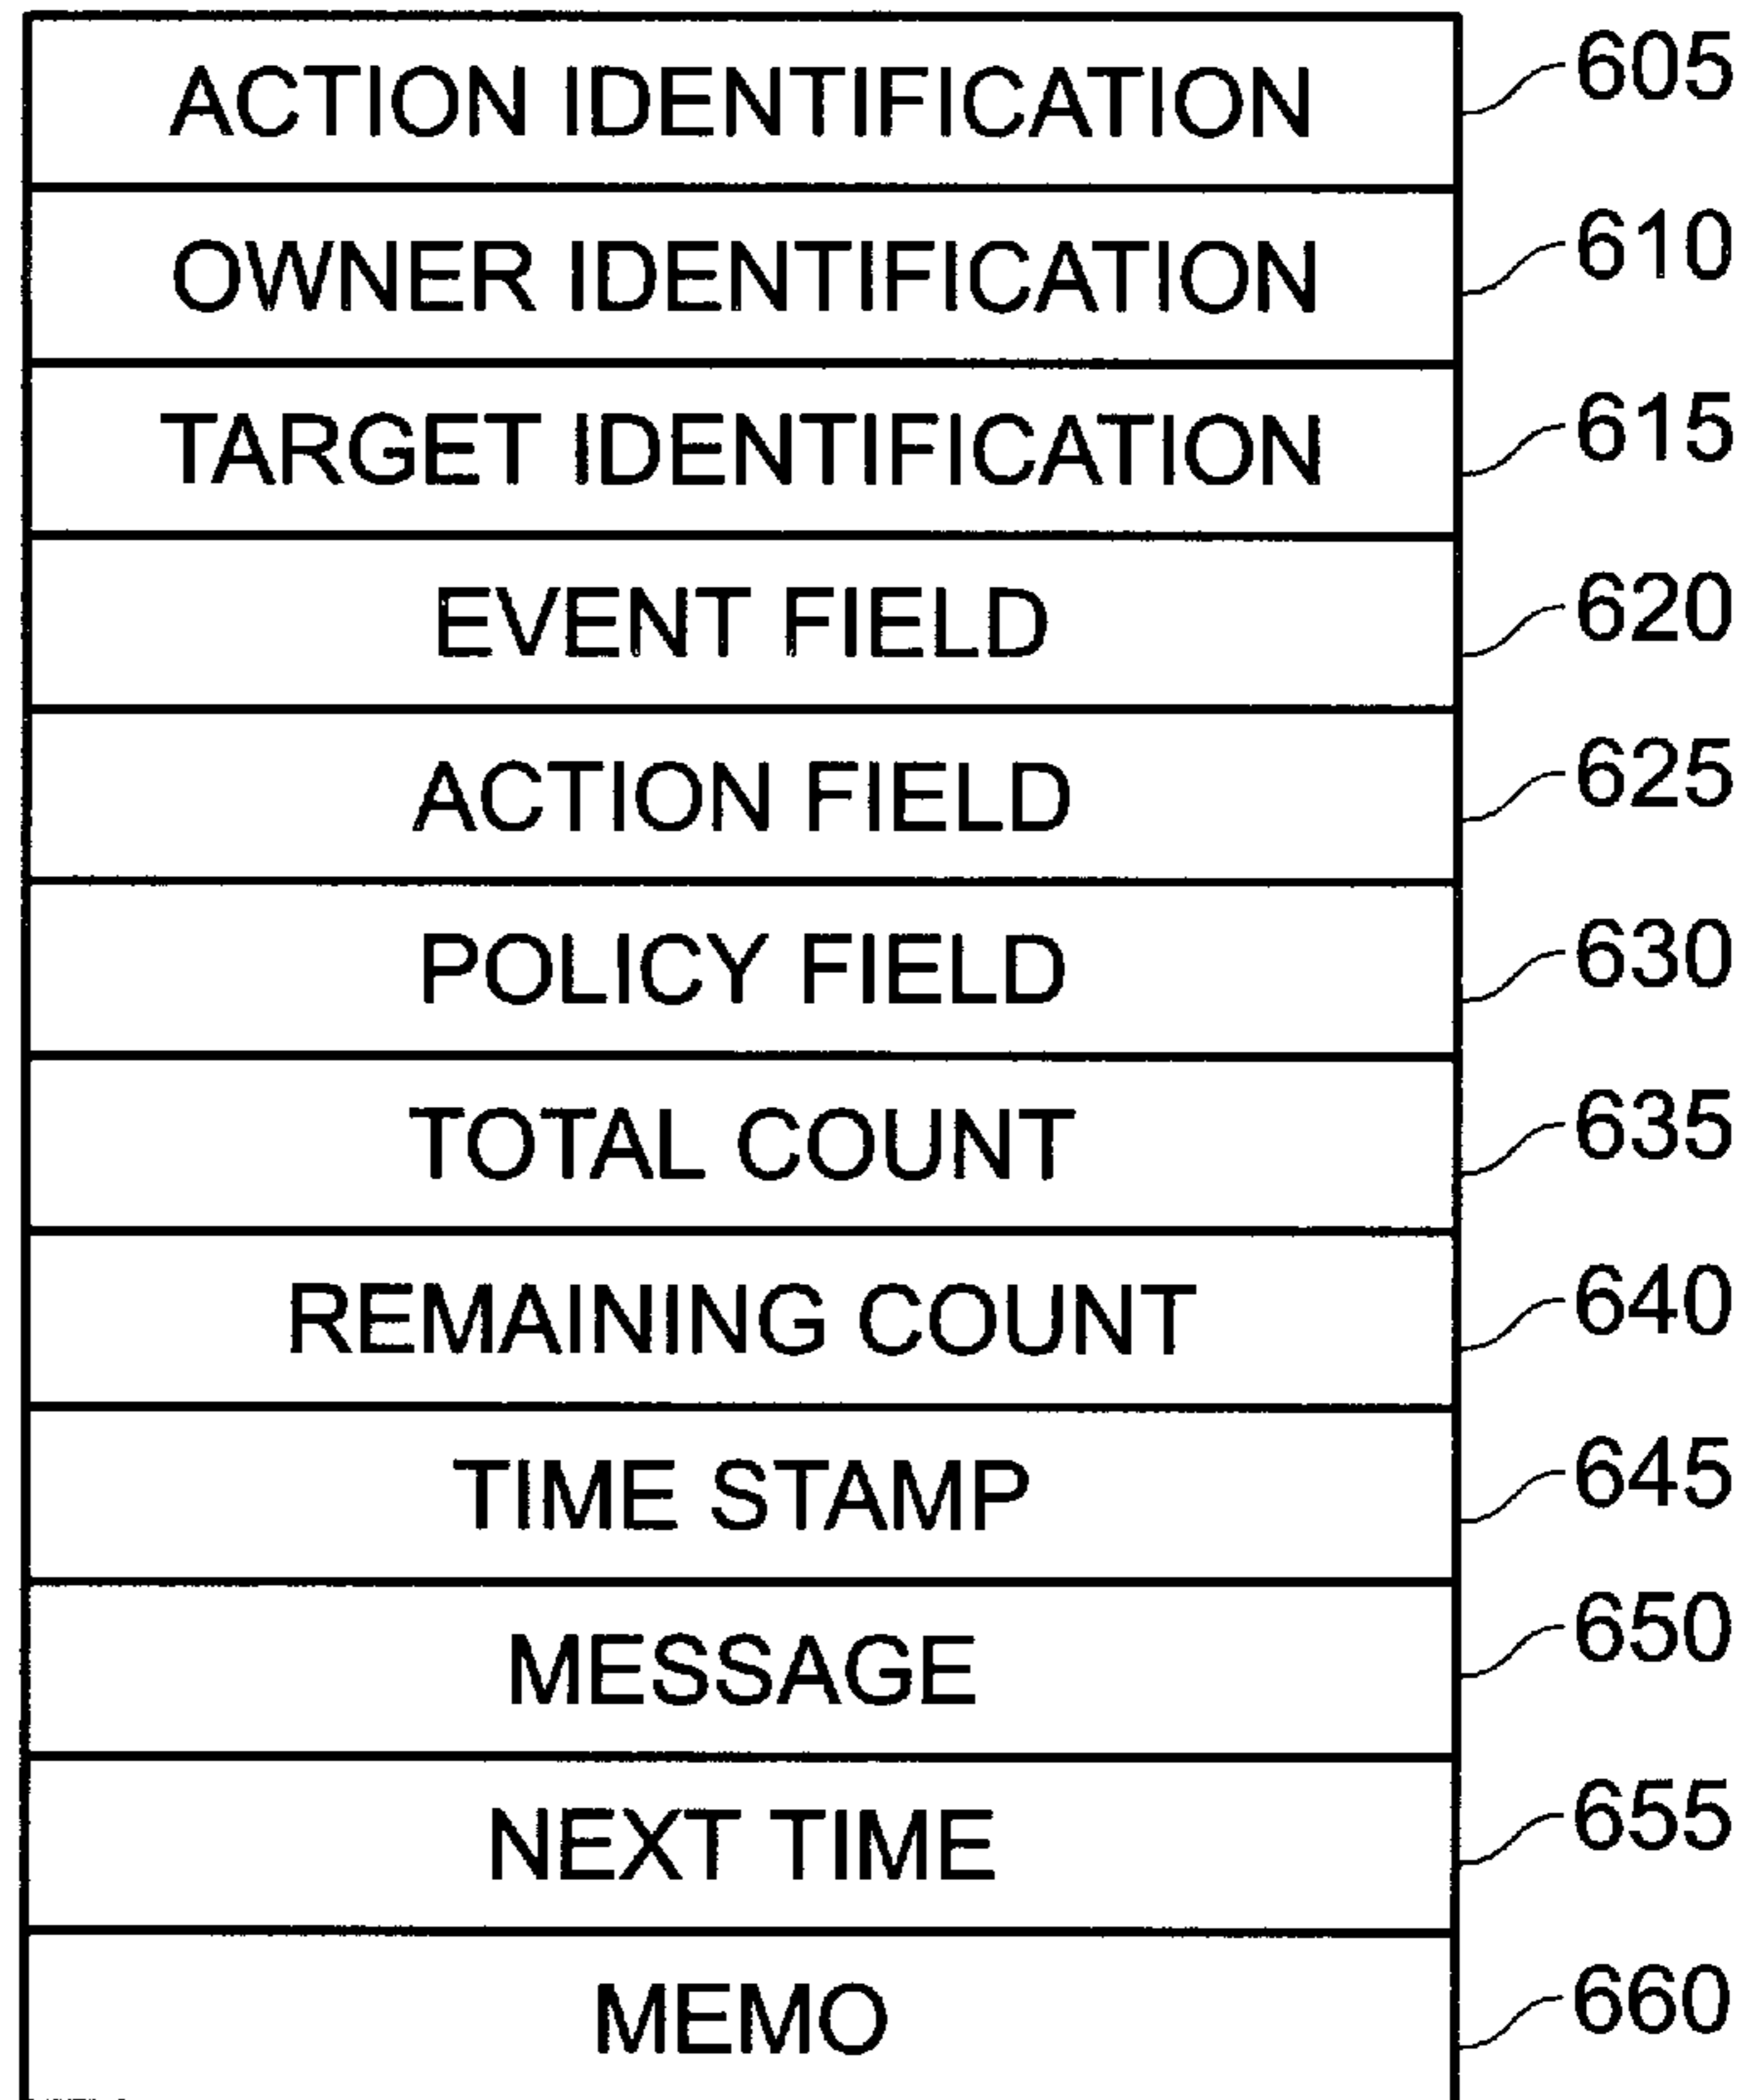 ACTION IDENTIFICATION 605
OWNER IDENTIFICATION 610
TARGET IDENTIFICATION 615
EVENT FIELD 620
ACTION FIELD 625
POLICY FIELD 630
TOTAL COUNT 635
REMAINING COUNT 640
TIME STAMP 645
MESSAGE 650
NEXT TIME 655
MEMO 660